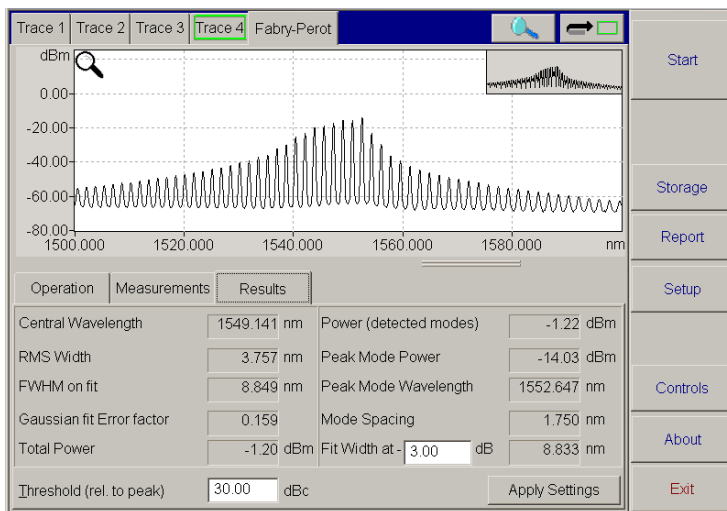 Trace 1 Trace 2 Trace 3 Trace 4 Fabry-Perot
dBm
0.00
-20.00
-40.00
-60.00
-80.00
1500.000 1520.000 1540.000 1560.000 1580.000 nm
Operation Measurements Results
Central Wavelength 1549.141 nm Power (detected modes) -1.22 dBm
RMS Width 3.757 nm Peak Mode Power -14.03 dBm
FWHM on fit 8.849 nm Peak Mode Wavelength 1552.647 nm
Gaussian fit Error factor 0.159 Mode Spacing 1.750 nm
Total Power -1.20 dBm Fit Width at - 3.00 dB 8.833 nm
Threshold (rel. to peak) 30.00 dBc Apply Settings
Start
Storage
Report
Setup
Controls
About
Exit